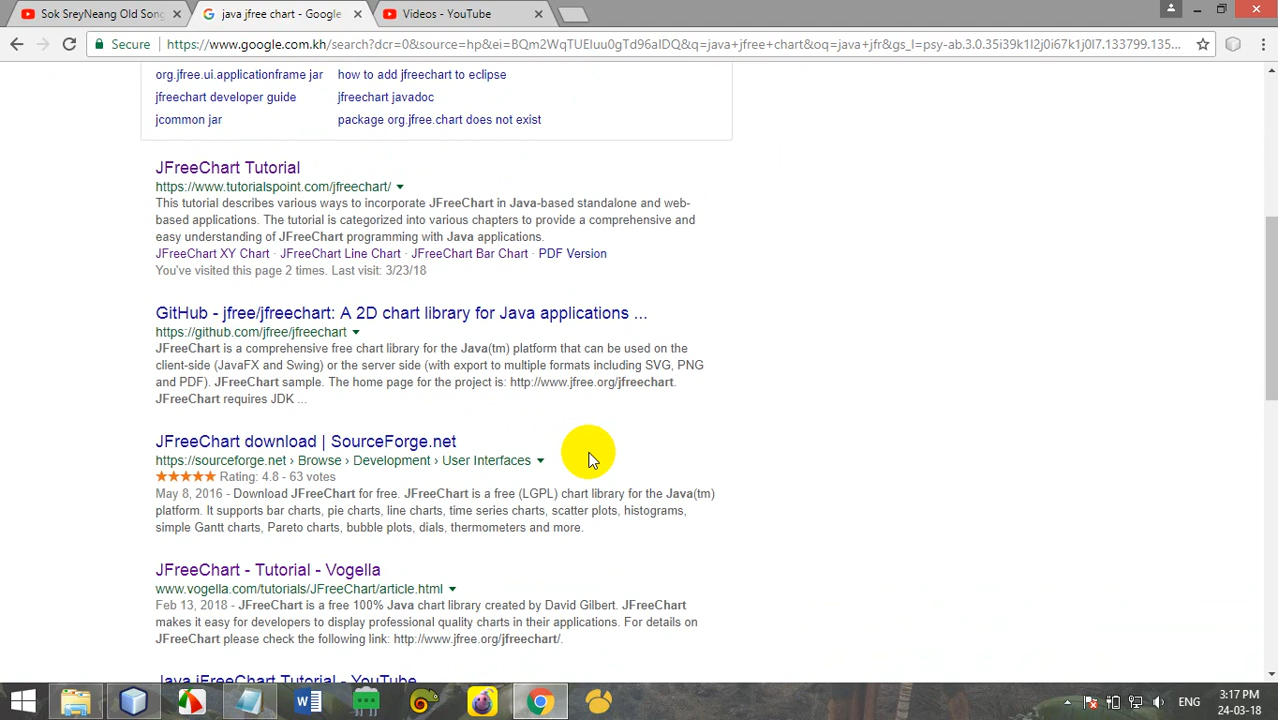 Sok SreyNeang Old Song
java jfree chart - Google
Videos - YouTube
Secure
https://www.google.com.kh/search?dcr=0&source=hp&ei=BQm2WqTUEIuu0gTd96aIDQ&q=java+jfree+chart&oq=java+jfr&gs_l=psy-ab.3.0.35i39k1l2j0i67k1j0l7.133799.135...
org.jfree.ui.applicationframe jar
how to add jfreechart to eclipse
jfreechart developer guide
jfreechart javadoc
jcommon jar
package org.jfree.chart does not exist
JFreeChart Tutorial
https://www.tutorialspoint.com/jfreechart/
This tutorial describes various ways to incorporate JFreeChart in Java-based standalone and web-
based applications. The tutorial is categorized into various chapters to provide a comprehensive and
easy understanding of JFreeChart programming with Java applications.
JFreeChart XY Chart · JFreeChart Line Chart · JFreeChart Bar Chart · PDF Version
You've visited this page 2 times. Last visit: 3/23/18
GitHub - jfree/jfreechart: A 2D chart library for Java applications ...
https://github.com/jfree/jfreechart
JFreeChart is a comprehensive free chart library for the Java(tm) platform that can be used on the
client-side (JavaFX and Swing) or the server side (with export to multiple formats including SVG, PNG
and PDF). JFreeChart sample. The home page for the project is: http://www.jfree.org/jfreechart.
JFreeChart requires JDK ...
JFreeChart download | SourceForge.net
https://sourceforge.net › Browse › Development › User Interfaces
Rating: 4.8 - 63 votes
May 8, 2016 - Download JFreeChart for free. JFreeChart is a free (LGPL) chart library for the Java(tm)
platform. It supports bar charts, pie charts, line charts, time series charts, scatter plots, histograms,
simple Gantt charts, Pareto charts, bubble plots, dials, thermometers and more.
JFreeChart - Tutorial - Vogella
www.vogella.com/tutorials/JFreeChart/article.html
Feb 13, 2018 - JFreeChart is a free 100% Java chart library created by David Gilbert. JFreeChart
makes it easy for developers to display professional quality charts in their applications. For details on
JFreeChart please check the following link: http://www.jfree.org/jfreechart/.
Java jFreeChart Tutorial - YouTube
ENG
3:17 PM
24-03-18